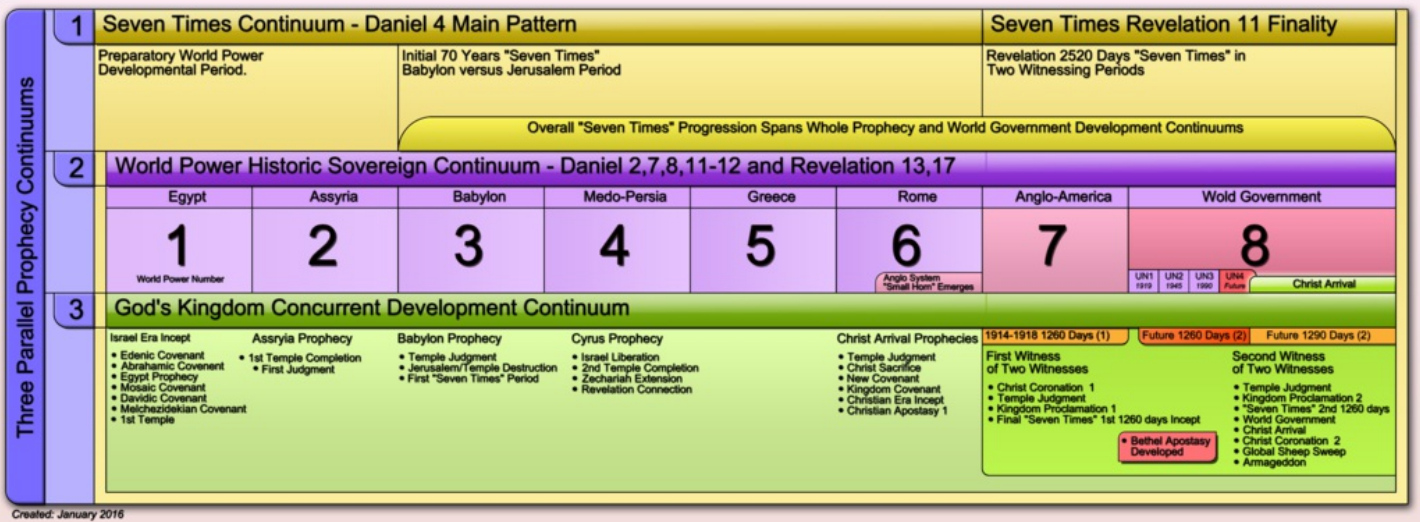 Three Parallel Prophecy Continuums
1
Seven Times Continuum - Daniel 4 Main Pattern
Seven Times Revelation 11 Finality
Preparatory World Power
Developmental Period.
Initial 70 Years "Seven Times"
Babylon versus Jerusalem Period
Revelation 2520 Days "Seven Times" in
Two Witnessing Periods
Overall "Seven Times" Progression Spans Whole Prophecy and World Government Development Continuums
2
World Power Historic Sovereign Continuum - Daniel 2,7,8,11-12 and Revelation 13,17
Egypt
Assyria
Babylon
Medo-Persia
Greece
Rome
Anglo-America
Wold Government
1
2
3
4
5
6
7
8
World Power Number
Anglo System
"Small Horn" Emerges
UN1
1919
UN2
1945
UN3
1990
UN4
Future
Christ Arrival
3
God's Kingdom Concurrent Development Continuum
Israel Era Incept
• Edenic Covenant
• Abrahamic Covenent
• Egypt Prophecy
• Mosaic Covenant
• Davidic Covenant
• Melchezidekian Covenant
• 1st Temple
Assryia Prophecy
• 1st Temple Completion
• First Judgment
Babylon Prophecy
• Temple Judgment
• Jerusalem/Temple Destruction
• First "Seven Times" Period
Cyrus Prophecy
• Israel Liberation
• 2nd Temple Completion
• Zechariah Extension
• Revelation Connection
Christ Arrival Prophecies
• Temple Judgment
• Christ Sacrifice
• New Covenant
• Kingdom Covenant
• Christian Era Incept
• Christian Apostasy 1
1914-1918 1260 Days (1)
Future 1260 Days (2)
Future 1290 Days (2)
First Witness
of Two Witnesses
• Christ Coronation 1
• Temple Judgment
• Kingdom Proclamation 1
• Final "Seven Times" 1st 1260 days Incept
• Bethel Apostasy
Developed
Second Witness
of Two Witnesses
• Temple Judgment
• Kingdom Proclamation 2
• "Seven Times" 2nd 1260 days
• World Government
• Christ Arrival
• Christ Coronation 2
• Global Sheep Sweep
• Armageddon
Created: January 2016